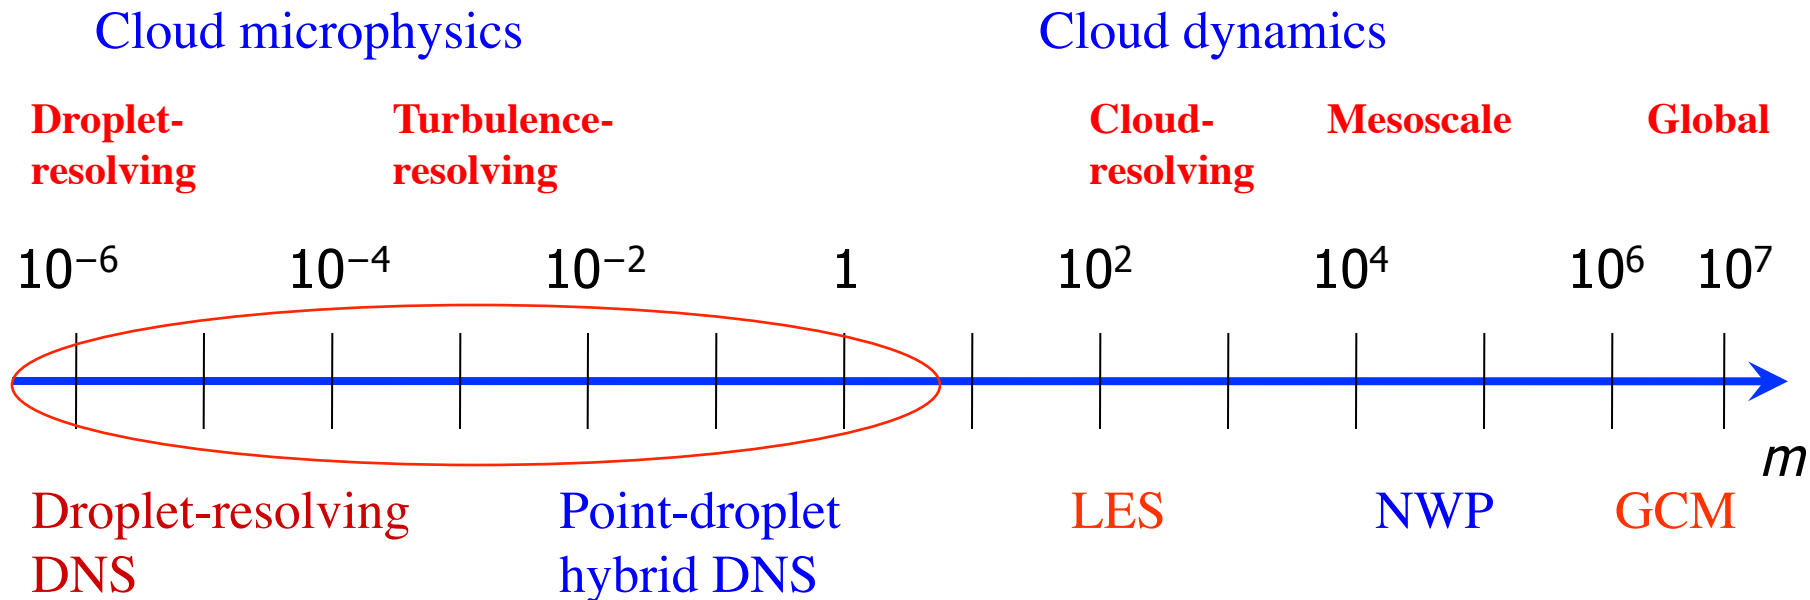 Cloud microphysics Cloud dynamics
Droplet- Turbulence- Cloud- Mesoscale Global
resolving resolving resolving
10⁻⁶ 10⁻⁴ 10⁻² 1 10² 10⁴ 10⁶ 10⁷
m
Droplet-resolving Point-droplet LES NWP GCM
DNS hybrid DNS